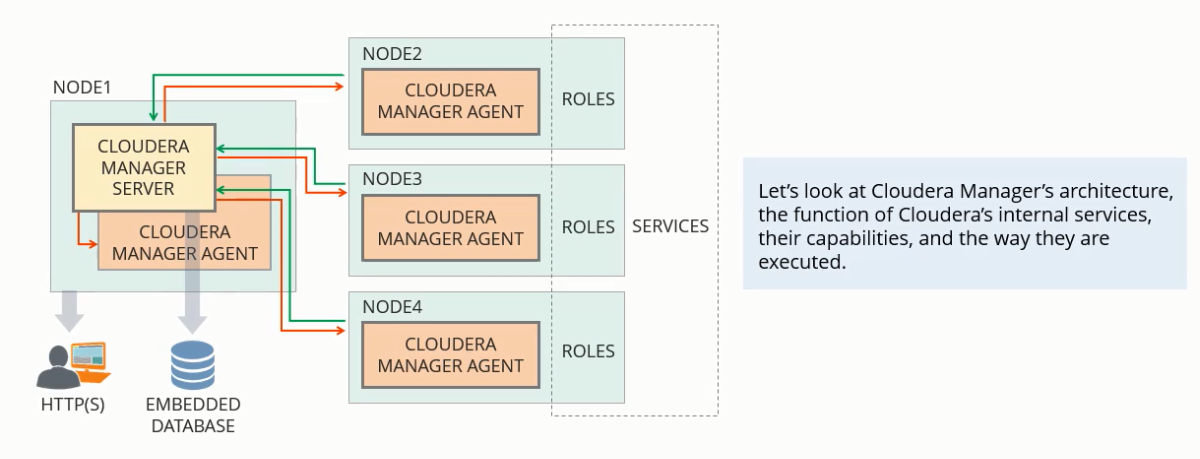 NODE1
CLOUDERA
MANAGER
SERVER
CLOUDERA
MANAGER AGENT
HTTP(S)
EMBEDDED
DATABASE
NODE2
CLOUDERA
MANAGER AGENT
ROLES
NODE3
CLOUDERA
MANAGER AGENT
ROLES
NODE4
CLOUDERA
MANAGER AGENT
ROLES
SERVICES
Let’s look at Cloudera Manager’s architecture,
the function of Cloudera’s internal services,
their capabilities, and the way they are
executed.